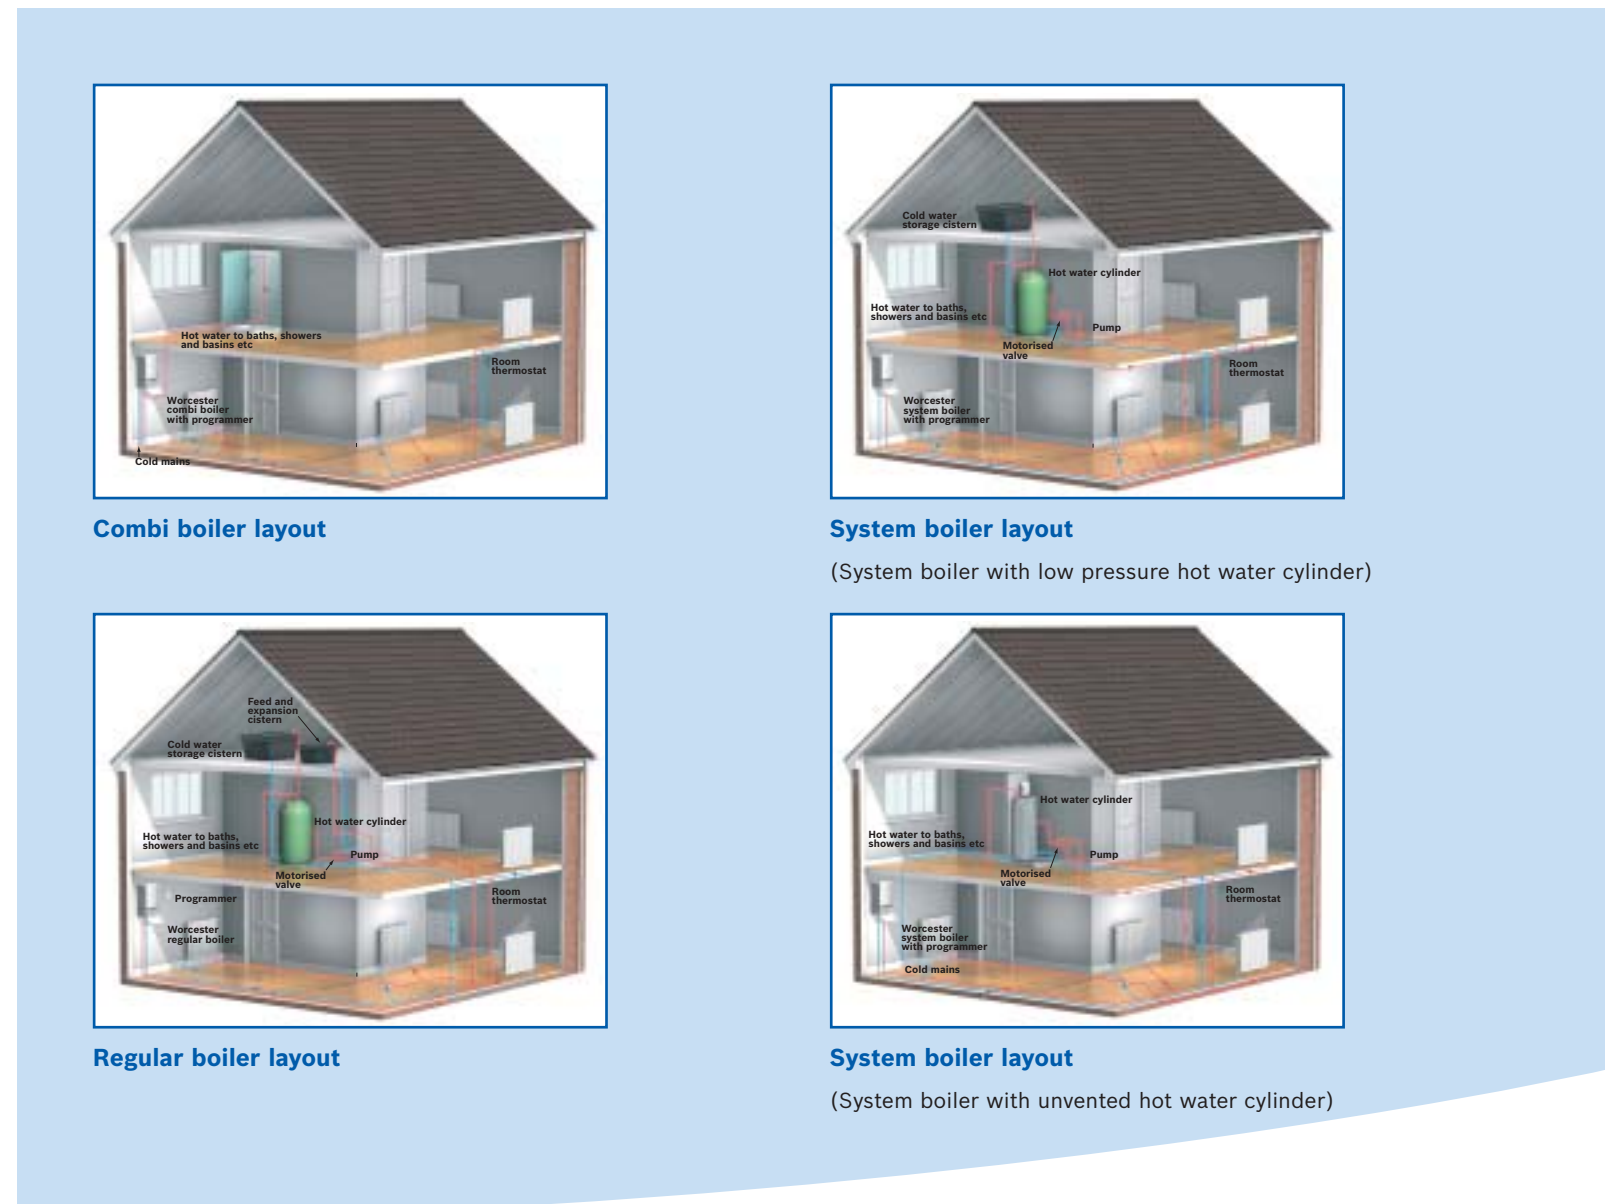 Hot water to baths, showers
and basins etc
Room
thermostat
Worcester
combi boiler
with programmer
Cold mains
Combi boiler layout
Cold water
storage cistern
Hot water cylinder
Hot water to baths,
showers and basins etc
Pump
Motorised
valve
Room
thermostat
Worcester
system boiler
with programmer
System boiler layout
(System boiler with low pressure hot water cylinder)
Feed and
expansion
cistern
Cold water
storage cistern
Hot water cylinder
Hot water to baths,
showers and basins etc
Pump
Motorised
valve
Programmer
Room
thermostat
Worcester
regular boiler
Regular boiler layout
Hot water cylinder
Hot water to baths,
showers and basins etc
Pump
Motorised
valve
Room
thermostat
Worcester
system boiler
with programmer
Cold mains
System boiler layout
(System boiler with unvented hot water cylinder)